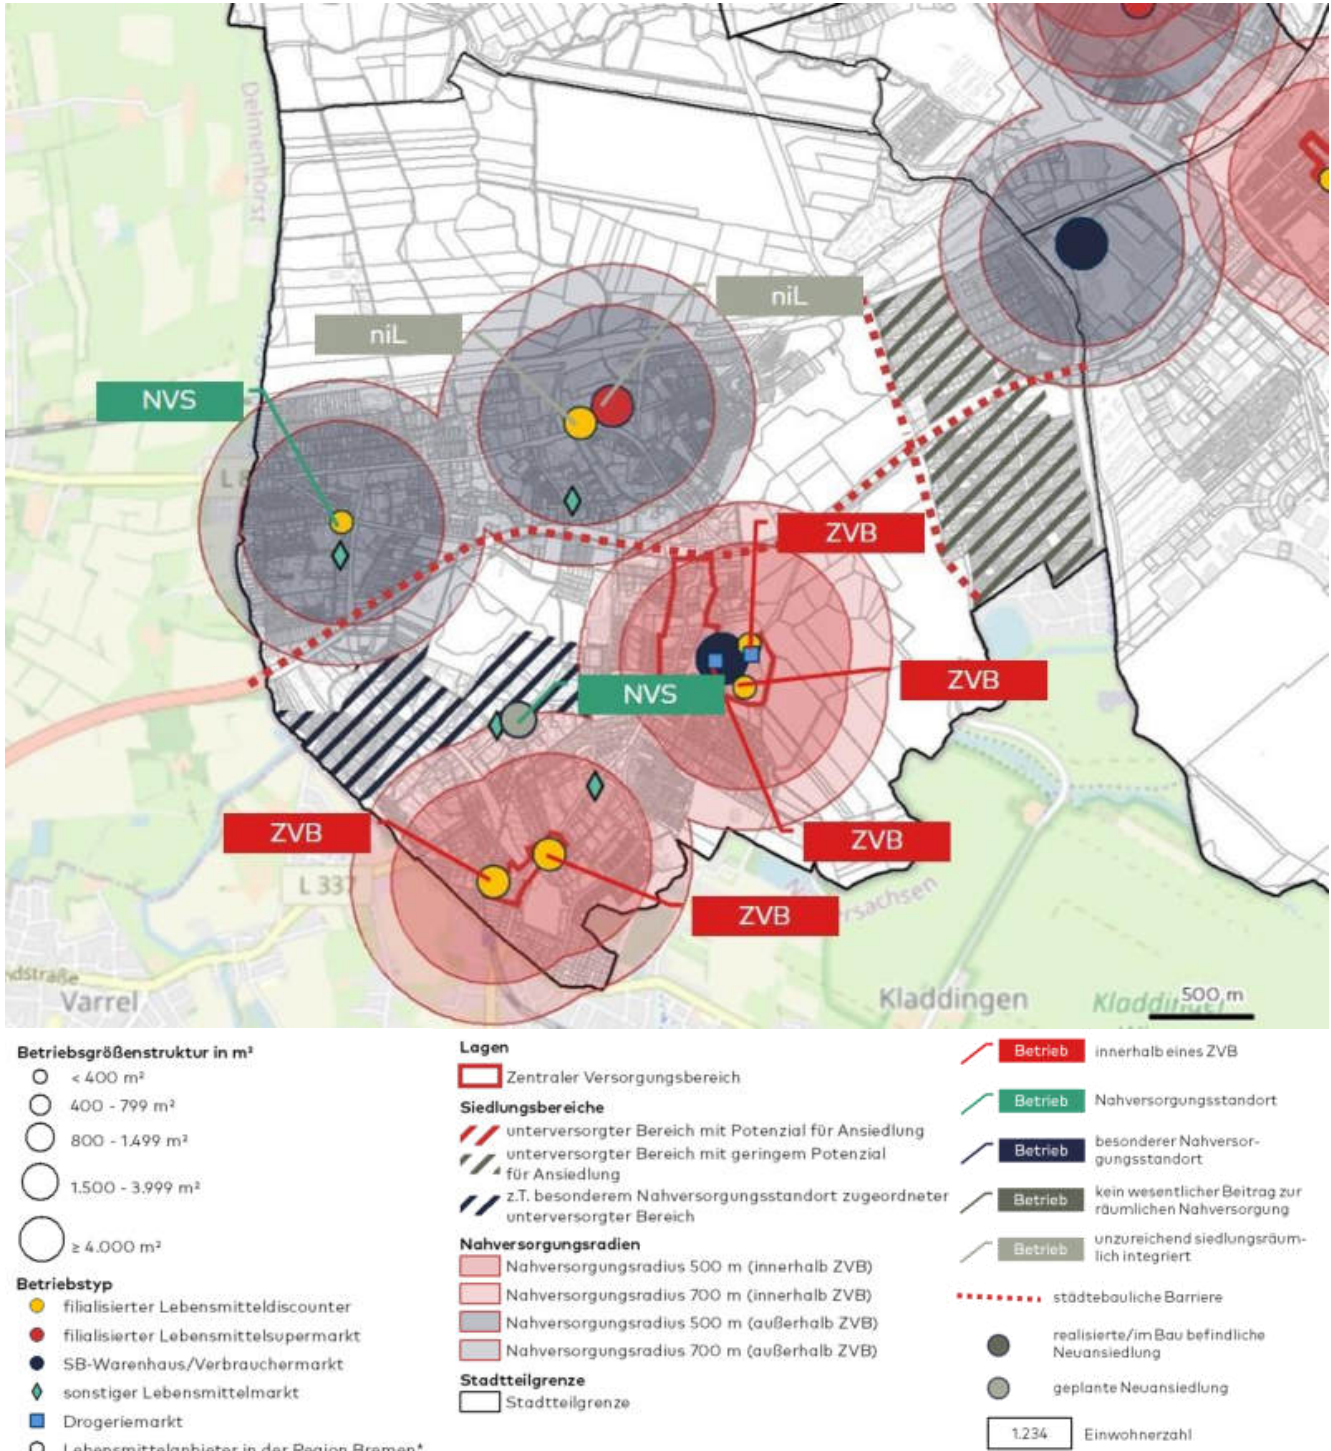 Delmenhorst
niL
niL
NVS
L 8
ZVB
ZVB
NVS
ZVB
ZVB
L 337
ZVB
Varrel
Kladdingen
500 m
Betriebsgrößenstruktur in m²
< 400 m²
400 - 799 m²
800 - 1.499 m²
1.500 - 3.999 m²
≥ 4.000 m²
Betriebstyp
filialisierter Lebensmitteldiscounter
filialisierter Lebensmittelsupermarkt
SB-Warenhaus/Verbrauchermarkt
sonstiger Lebensmittelmarkt
Drogeriemarkt
Lebensmittelanbieter in der Region Bremen*
Lagen
Zentraler Versorgungsbereich
Siedlungsbereiche
unterversorgter Bereich mit Potenzial für Ansiedlung
unterversorgter Bereich mit geringem Potenzial
für Ansiedlung
z.T. besonderem Nahversorgungsstandort zugeordneter
unterversorgter Bereich
Nahversorgungsradien
Nahversorgungsradius 500 m (innerhalb ZVB)
Nahversorgungsradius 700 m (innerhalb ZVB)
Nahversorgungsradius 500 m (außerhalb ZVB)
Nahversorgungsradius 700 m (außerhalb ZVB)
Stadtteilgrenze
Stadtteilgrenze
Betrieb innerhalb eines ZVB
Betrieb Nahversorgungsstandort
Betrieb besonderer Nahversor-
gungsstandort
Betrieb kein wesentlicher Beitrag zur
räumlichen Nahversorgung
Betrieb unzureichend siedlungsräum-
lich integriert
städtebauliche Barriere
realisierte/im Bau befindliche
Neuansiedlung
geplante Neuansiedlung
1.234 Einwohnerzahl